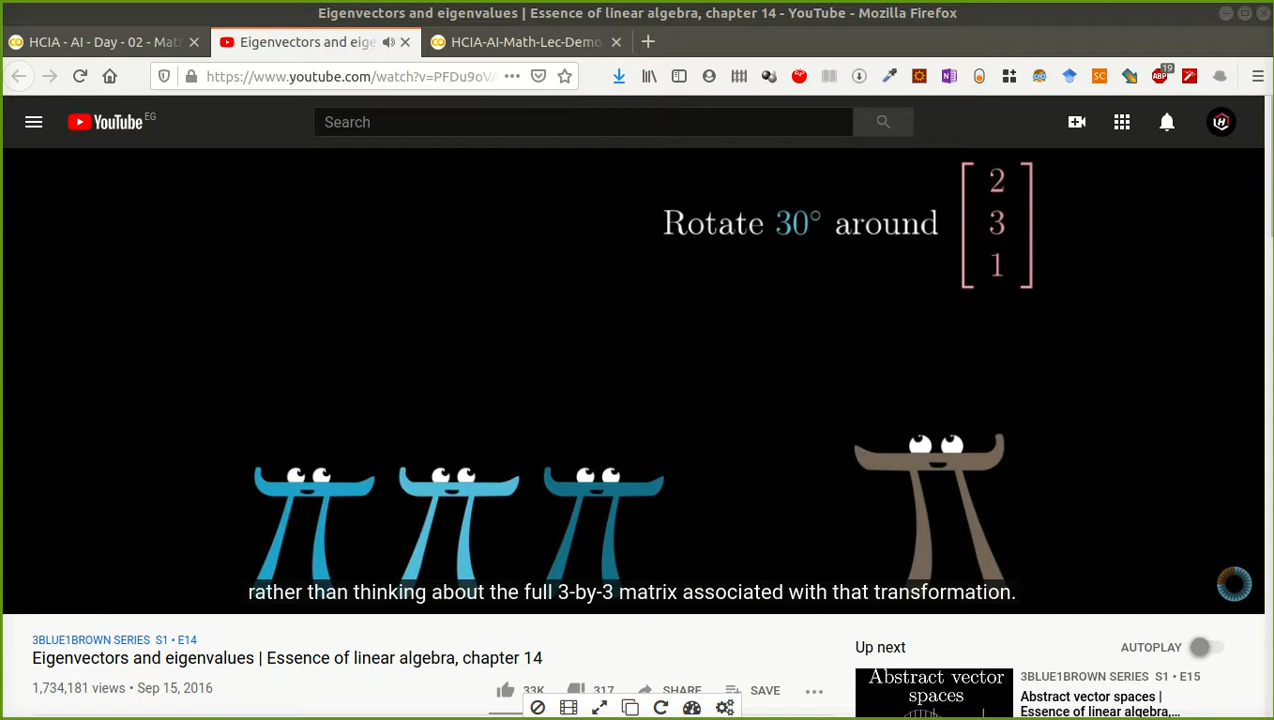 Eigenvectors and eigenvalues | Essence of linear algebra, chapter 14 - YouTube - Mozilla Firefox
HCIA - AI - Day - 02 - Mat
Eigenvectors and eige
HCIA-AI-Math-Lec-Demo
https://www.youtube.com/watch?v=PFDu9oVA
SC
ABP
19
YouTube EG
Search
Rotate 30° around
2
3
1
rather than thinking about the full 3-by-3 matrix associated with that transformation.
3BLUE1BROWN SERIES S1 • E14
Eigenvectors and eigenvalues | Essence of linear algebra, chapter 14
1,734,181 views • Sep 15, 2016
33K
317
SHARE
SAVE
Up next
AUTOPLAY
Abstract vector
spaces
3BLUE1BROWN SERIES S1 • E15
Abstract vector spaces |
Essence of linear algebra,...